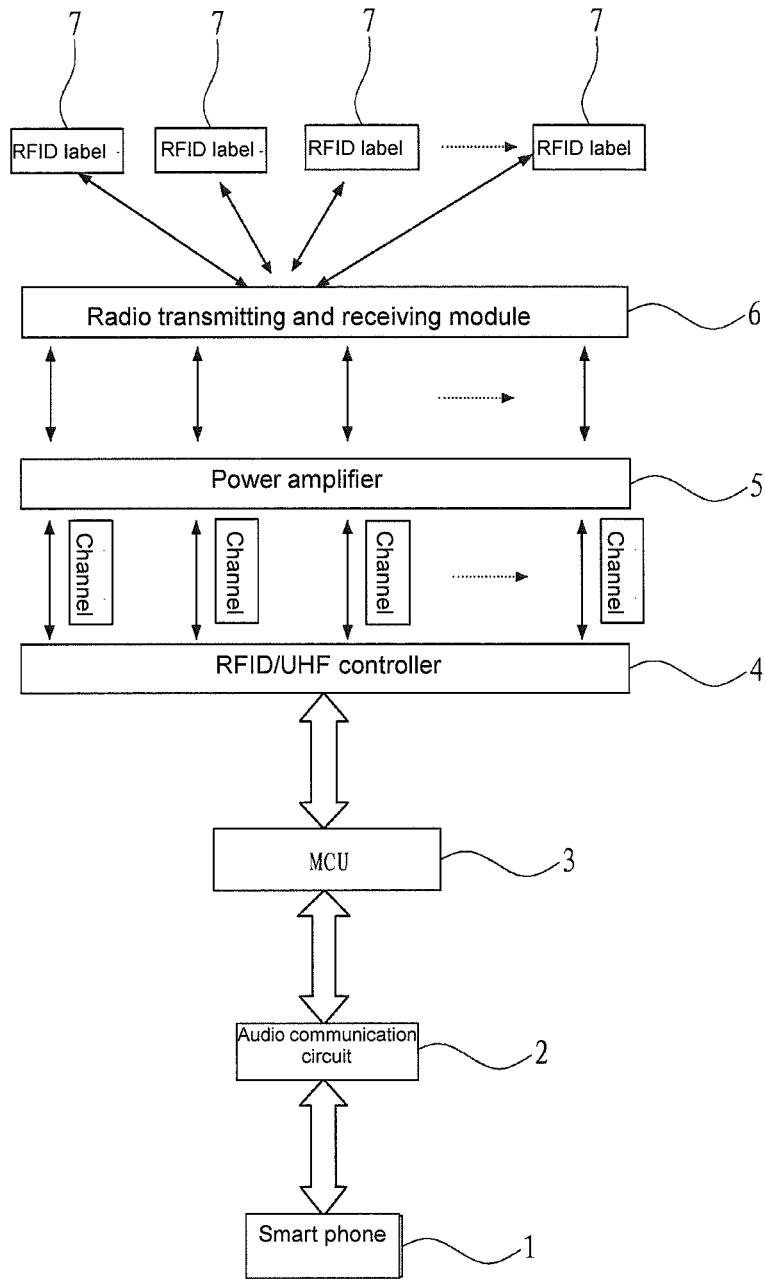 7 7 7 7
RFID label RFID label RFID label RFID label
Radio transmitting and receiving module
6
Power amplifier
5
Channel Channel Channel Channel
RFID/UHF controller
4
MCU
3
Audio communication
circuit
2
Smart phone
1